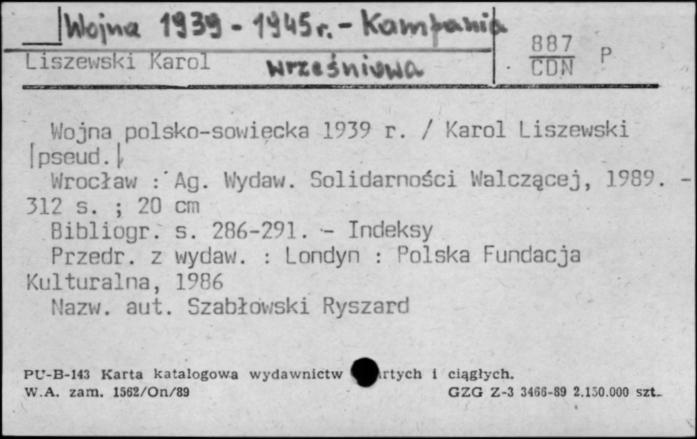 Wojna 1939 - 1945 r. - Kampania
Liszewski Karol wrześniowa
887
CDN P
Wojna polsko-sowiecka 1939 r. / Karol Liszewski
[pseud.]
Wrocław : Ag. Wydaw. Solidarności Walczącej, 1989. -
312 s. ; 20 cm
Bibliogr. s. 286-291. - Indeksy
Przedr. z wydaw. : Londyn : Polska Fundacja
Kulturalna, 1986
Nazw. aut. Szabłowski Ryszard
PU-B-143 Karta katalogowa wydawnictw rtych i ciągłych.
W.A. zam. 1562/On/89 GZG Z-3 3466-89 2.150.000 szt.